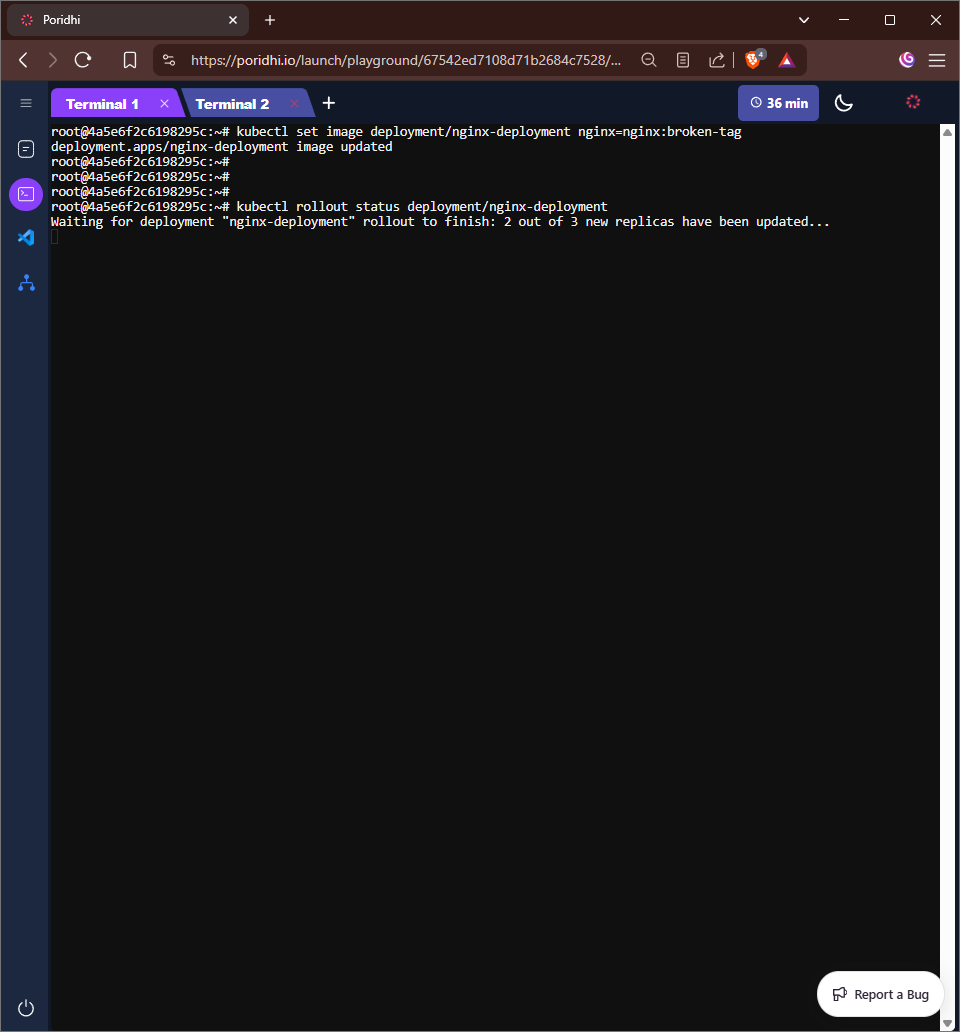 Poridhi
https://poridhi.io/launch/playground/67542ed7108d71b2684c7528/...
4
Terminal 1
Terminal 2
36 min
root@4a5e6f2c6198295c:~# kubectl set image deployment/nginx-deployment nginx=nginx:broken-tag
deployment.apps/nginx-deployment image updated
root@4a5e6f2c6198295c:~#
root@4a5e6f2c6198295c:~#
root@4a5e6f2c6198295c:~#
root@4a5e6f2c6198295c:~# kubectl rollout status deployment/nginx-deployment
Waiting for deployment "nginx-deployment" rollout to finish: 2 out of 3 new replicas have been updated...
Report a Bug